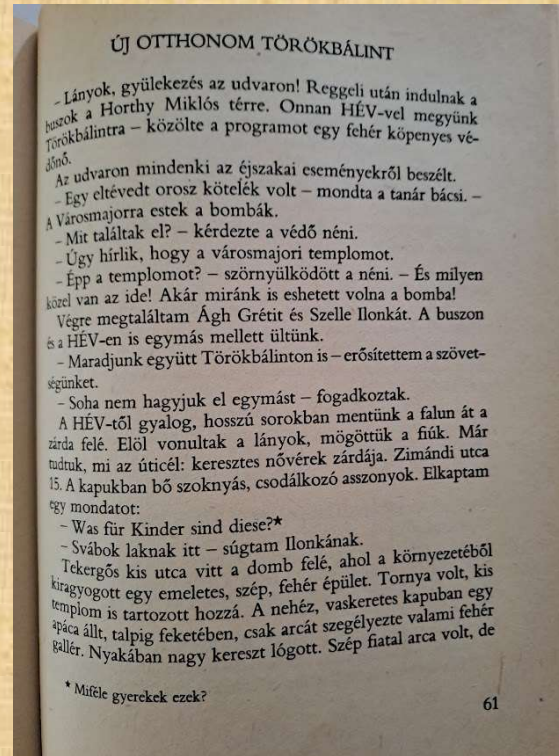 ÚJ OTTHONOM TÖRÖKBÁLINT
– Lányok, gyülekezés az udvaron! Reggeli után indulnak a
buszok a Horthy Miklós térre. Onnan HÉV-vel megyünk
Törökbálintra – közölte a programot egy fehér köpenyes vé-
dőnő.
Az udvaron mindenki az éjszakai eseményekről beszélt.
– Egy eltévedt orosz kötelék volt – mondta a tanár bácsi. –
A Városmajorra estek a bombák.
– Mit találtak el? – kérdezte a védő néni.
– Úgy hírlik, hogy a városmajori templomot.
– Épp a templomot? – szörnyülködött a néni. – És milyen
közel van az ide! Akár miránk is eshetett volna a bomba!
Végre megtaláltam Ágh Grétit és Szelle Ilonkát. A buszon
és a HÉV-en is egymás mellett ültünk.
– Maradjunk együtt Törökbálinton is – erősítettem a szövet-
ségünket.
– Soha nem hagyjuk el egymást – fogadkoztak.
A HÉV-től gyalog, hosszú sorokban mentünk a falun át a
zárda felé. Elöl vonultak a lányok, mögöttük a fiúk. Már
tudtuk, mi az úticél: keresztes nővérek zárdája. Zimándi utca
15. A kapukban bő szoknyás, csodálkozó asszonyok. Elkaptam
egy mondatot:
– Was für Kinder sind diese?*
– Svábok laknak itt – súgtam Ilonkának.
Tekergős kis utca vitt a domb felé, ahol a környezetéből
kiragyogott egy emeletes, szép, fehér épület. Tornya volt, kis
templom is tartozott hozzá. A nehéz, vaskeretes kapuban egy
apáca állt, talpig feketében, csak arcát szegélyezte valami fehér
gallér. Nyakában nagy kereszt lógott. Szép fiatal arca volt, de
* Miféle gyerekek ezek?
61